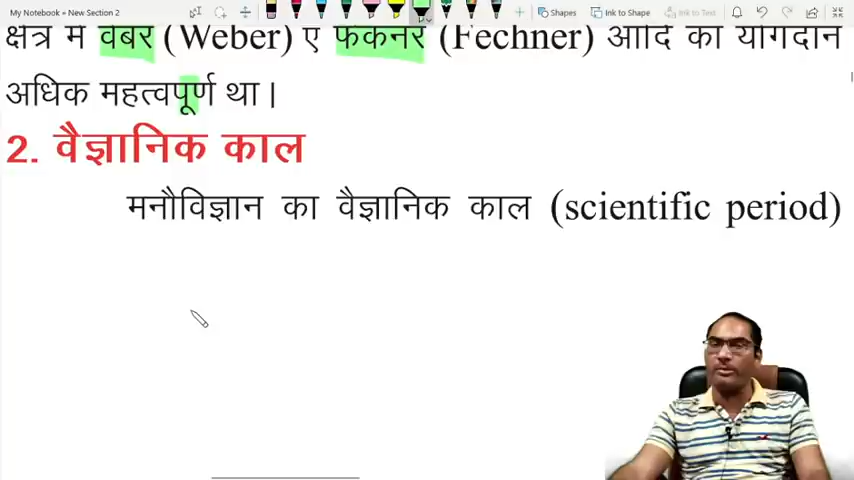 My Notebook » New Section 2
Shapes
Ink to Shape
Ink to Text
क्षेत्र में वेबर (Weber) ए फेकनर (Fechner) आदि का योगदान
अधिक महत्वपूर्ण था।
2. वैज्ञानिक काल
मनौविज्ञान का वैज्ञानिक काल (scientific period)